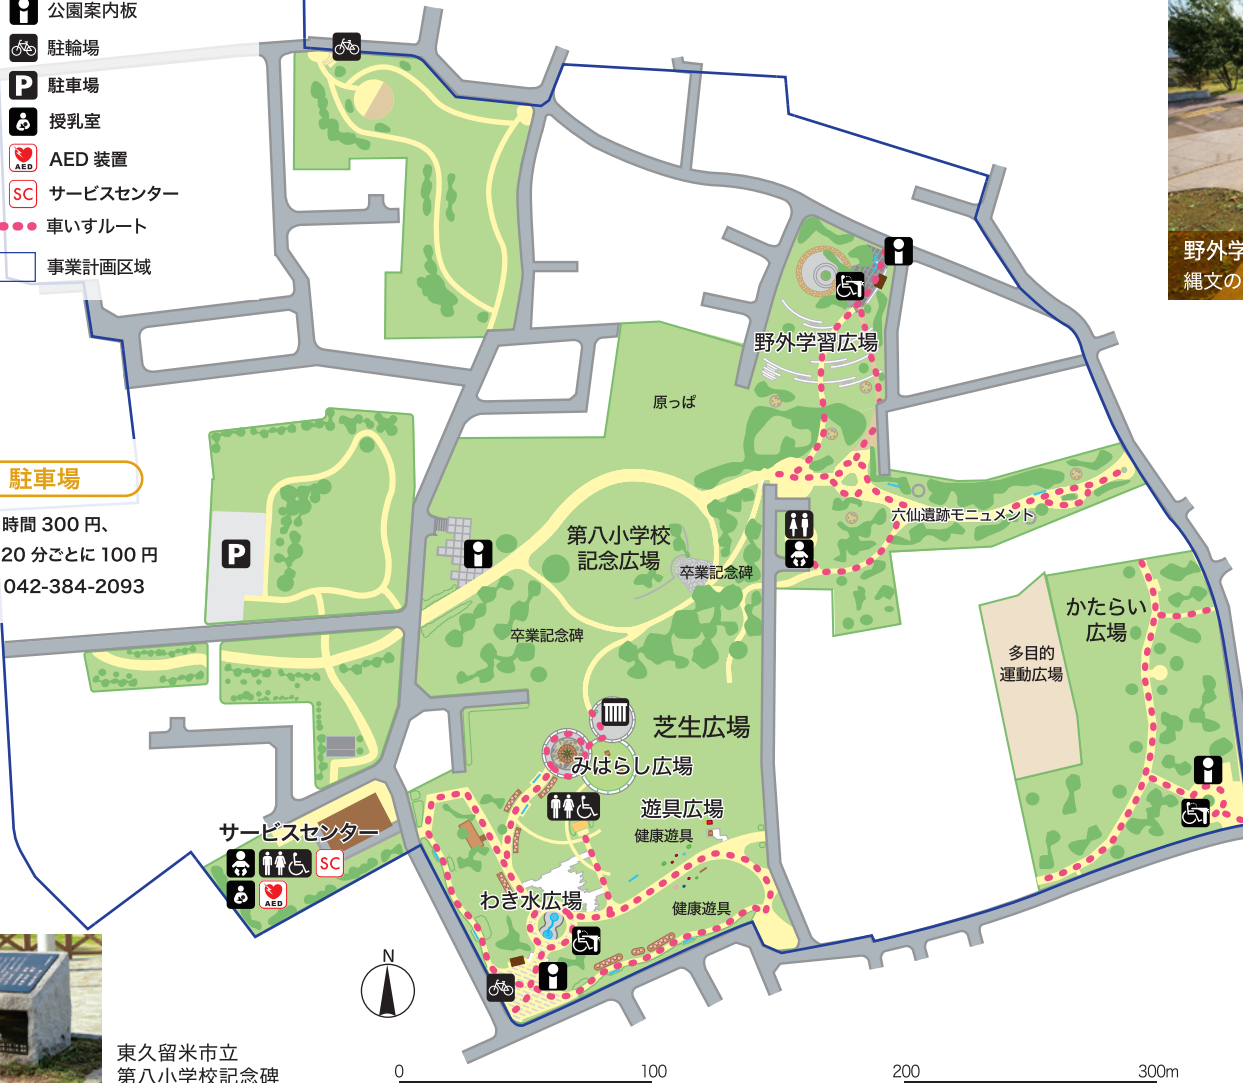 公園案内板
駐輪場
P 駐車場
授乳室
AED AED 装置
SC サービスセンター
車いすルート
事業計画区域
野外学
縄文の
駐車場
時間 300 円、
20 分ごとに 100 円
042-384-2093
野外学習広場
原っぱ
第八小学校
記念広場
卒業記念碑
六仙遺跡モニュメント
P
卒業記念碑
かたらい
広場
多目的
運動広場
芝生広場
みはらし広場
遊具広場
健康遊具
サービスセンター
SC
AED
わき水広場
健康遊具
N
東久留米市立
第八小学校記念碑
0 100 200 300m